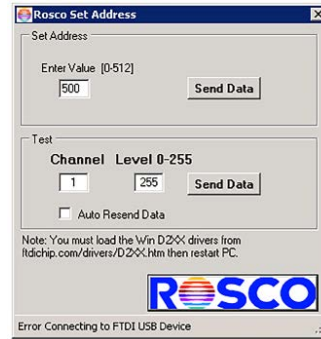 Rosco Set Address
Set Address
Enter Value [0-512]
500
Send Data
Test
Channel Level 0-255
1 255 Send Data
Auto Resend Data
Note: You must load the Win D2XX drivers from
ftdichip.com/drivers/D2XX.htm then restart PC.
ROSCO
Error Connecting to FTDI USB Device